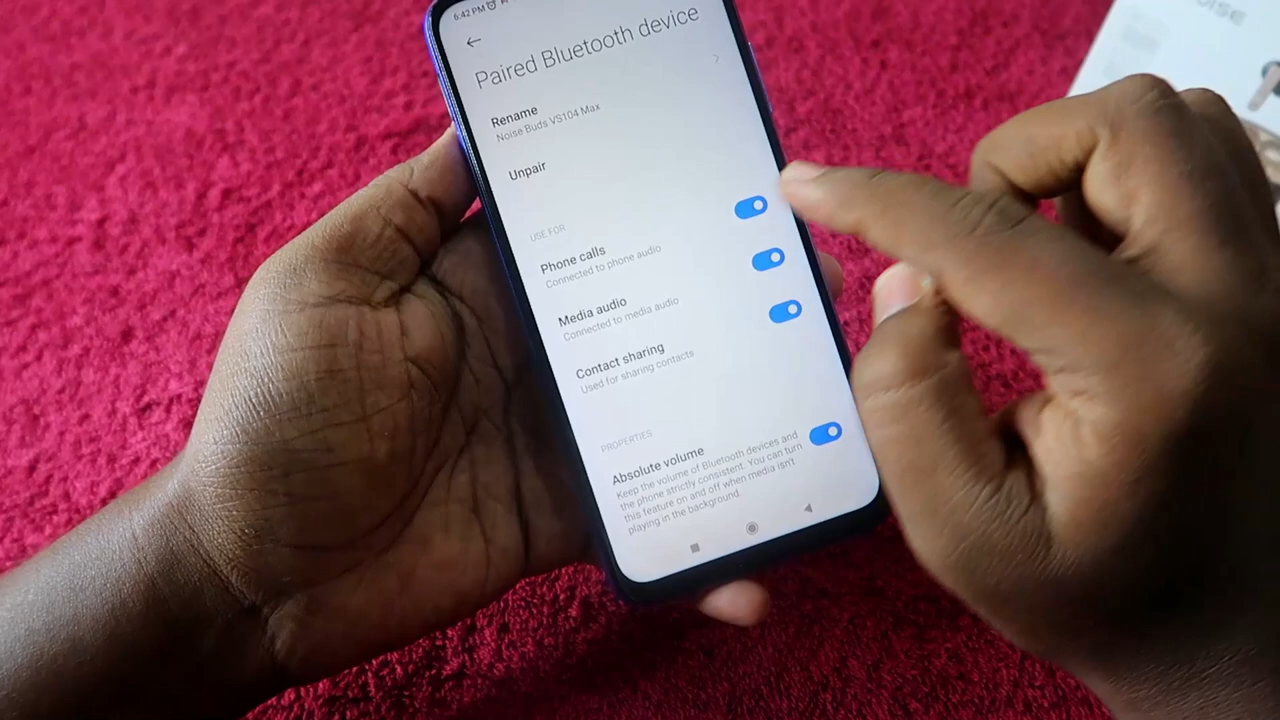 6:42 PM
Paired Bluetooth device
Rename
Noise Buds VS104 Max
Unpair
USE FOR
Phone calls
Connected to phone audio
Media audio
Connected to media audio
Contact sharing
Used for sharing contacts
PROPERTIES
Absolute volume
Keep the volume of Bluetooth devices and
the phone strictly consistent. You can turn
this feature on and off when media isn't
playing in the background.